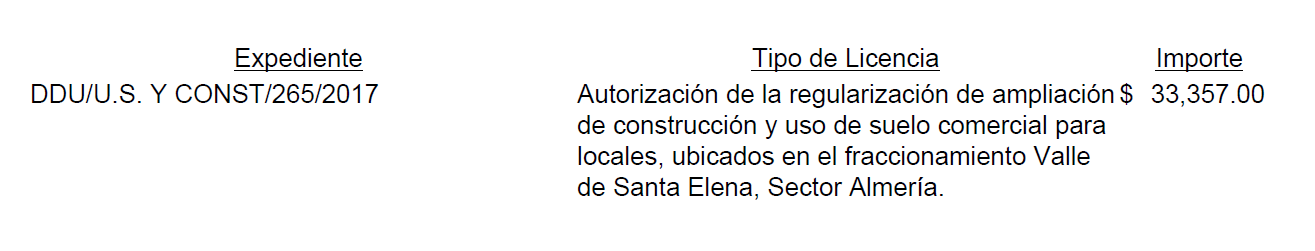 Expediente Tipo de Licencia Importe
DDU/U.S. Y CONST/265/2017 Autorización de la regularización de ampliación $ 33,357.00
de construcción y uso de suelo comercial para
locales, ubicados en el fraccionamiento Valle
de Santa Elena, Sector Almería.